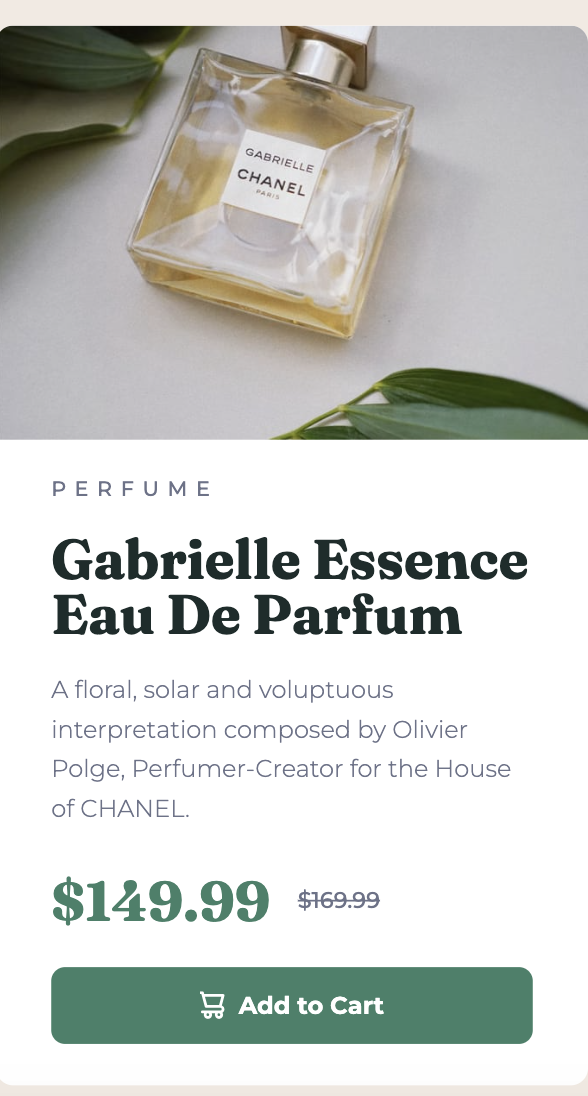 GABRIELLE
CHANEL
PARIS
PERFUME
Gabrielle Essence
Eau De Parfum
A floral, solar and voluptuous
interpretation composed by Olivier
Polge, Perfumer-Creator for the House
of CHANEL.
$149.99 $169.99
Add to Cart